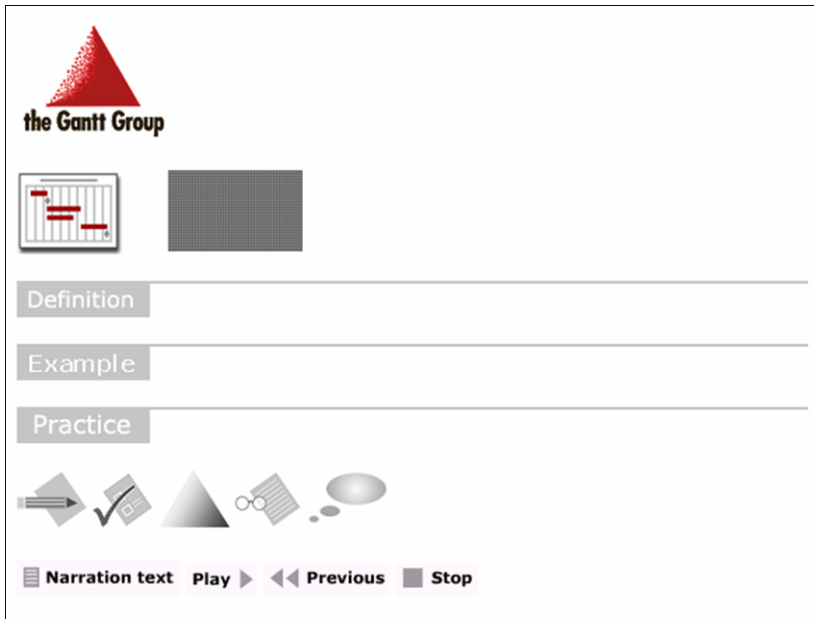 the Gantt Group
Definition
Example
Practice
Narration text Play Previous Stop